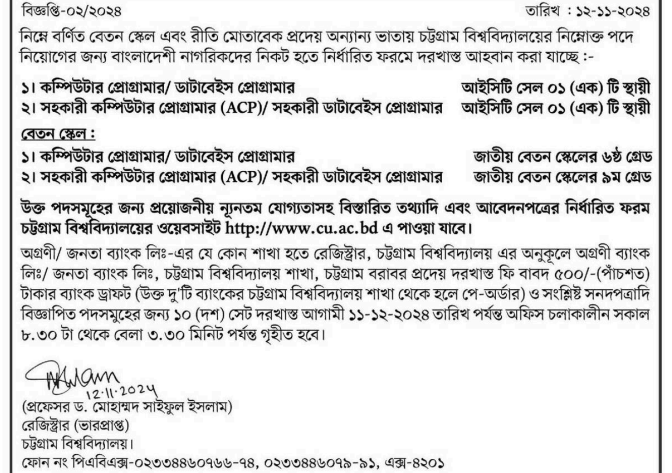 বিজ্ঞপ্তি-০২/২০২৪ তারিখ : ১২-১১-২০২৪
নিম্নে বর্ণিত বেতন স্কেল এবং রীতি মোতাবেক প্রদেয় অন্যান্য ভাতায় চট্টগ্রাম বিশ্ববিদ্যালয়ের নিম্নোক্ত পদে
নিয়োগের জন্য বাংলাদেশী নাগরিকদের নিকট হতে নির্ধারিত ফরমে দরখাস্ত আহবান করা যাচ্ছে :-
১। কম্পিউটার প্রোগ্রামার/ ডাটাবেইস প্রোগ্রামার আইসিটি সেল ০১ (এক) টি স্থায়ী
২। সহকারী কম্পিউটার প্রোগ্রামার (ACP)/ সহকারী ডাটাবেইস প্রোগ্রামার আইসিটি সেল ০১ (এক) টি স্থায়ী
বেতন স্কেল :
১। কম্পিউটার প্রোগ্রামার/ ডাটাবেইস প্রোগ্রামার জাতীয় বেতন স্কেলের ৬ষ্ঠ গ্রেড
২। সহকারী কম্পিউটার প্রোগ্রামার (ACP)/ সহকারী ডাটাবেইস প্রোগ্রামার জাতীয় বেতন স্কেলের ৯ম গ্রেড
উক্ত পদসমূহের জন্য প্রয়োজনীয় ন্যূনতম যোগ্যতাসহ বিস্তারিত তথ্যাদি এবং আবেদনপত্রের নির্ধারিত ফরম
চট্টগ্রাম বিশ্ববিদ্যালয়ের ওয়েবসাইট http://www.cu.ac.bd এ পাওয়া যাবে।
অগ্রণী/ জনতা ব্যাংক লিঃ-এর যে কোন শাখা হতে রেজিস্ট্রার, চট্টগ্রাম বিশ্ববিদ্যালয় এর অনুকূলে অগ্রণী ব্যাংক
লিঃ/ জনতা ব্যাংক লিঃ, চট্টগ্রাম বিশ্ববিদ্যালয় শাখা, চট্টগ্রাম বরাবর প্রদেয় দরখাস্ত ফি বাবদ ৫০০/-(পাঁচশত)
টাকার ব্যাংক ড্রাফট (উক্ত দু'টি ব্যাংকের চট্টগ্রাম বিশ্ববিদ্যালয় শাখা থেকে হলে পে-অর্ডার) ও সংশ্লিষ্ট সনদপত্রাদি
বিজ্ঞাপিত পদসমূহের জন্য ১০ (দশ) সেট দরখাস্ত আগামী ১১-১২-২০২৪ তারিখ পর্যন্ত অফিস চলাকালীন সকাল
৮.৩০ টা থেকে বেলা ৩.৩০ মিনিট পর্যন্ত গৃহীত হবে।
12.11.2024
(প্রফেসর ড. মোহাম্মদ সাইফুল ইসলাম)
রেজিস্ট্রার (ভারপ্রাপ্ত)
চট্টগ্রাম বিশ্ববিদ্যালয়।
ফোন নং পিএবিএক্স-০২৩৩৪৪৬০৭৬৬-৭৪, ০২৩৩৪৪৬০৭৯-৯১, এক্স-৪২০১